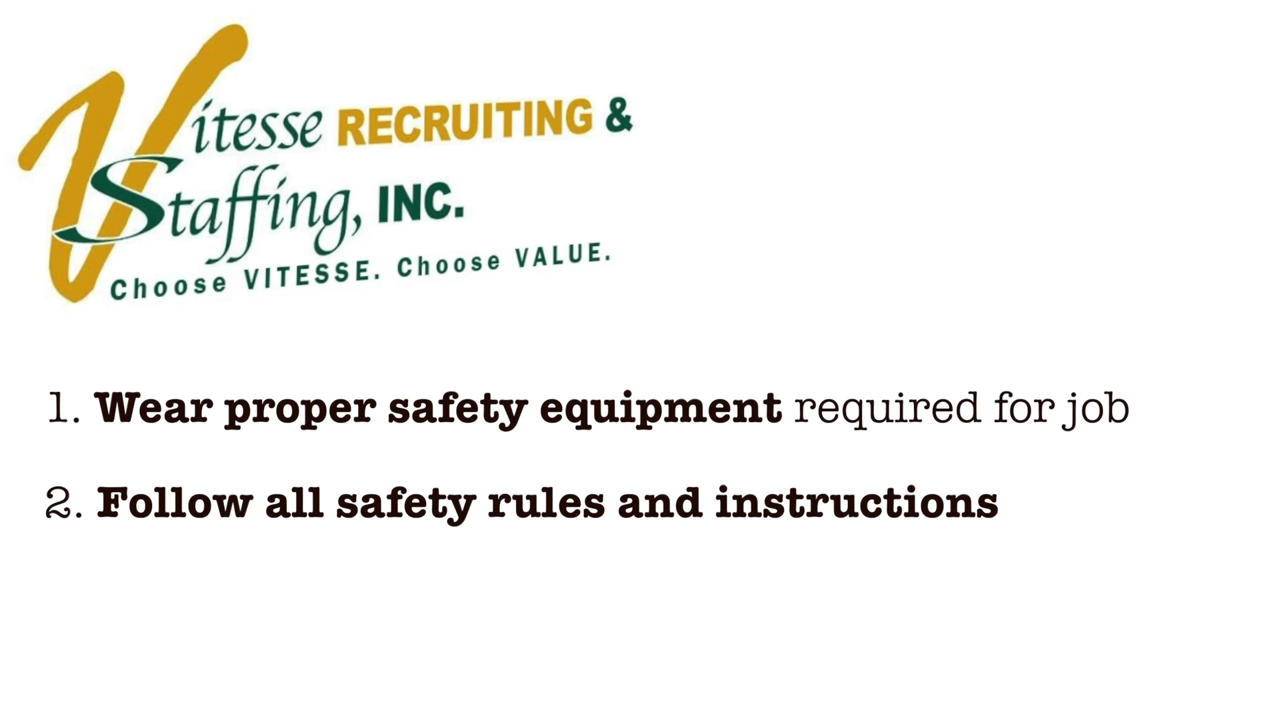 Vitesse RECRUITING &
Staffing, INC.
Choose VITESSE. Choose VALUE.
1. Wear proper safety equipment required for job
2. Follow all safety rules and instructions